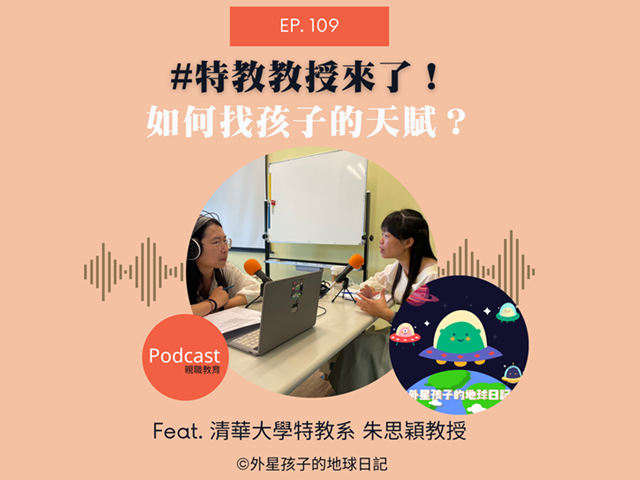 EP. 109
#特教教授來了！
如何找孩子的天賦？
Podcast
親職教育
外星孩子的地球日記
Feat. 清華大學特教系 朱思穎教授
©外星孩子的地球日記